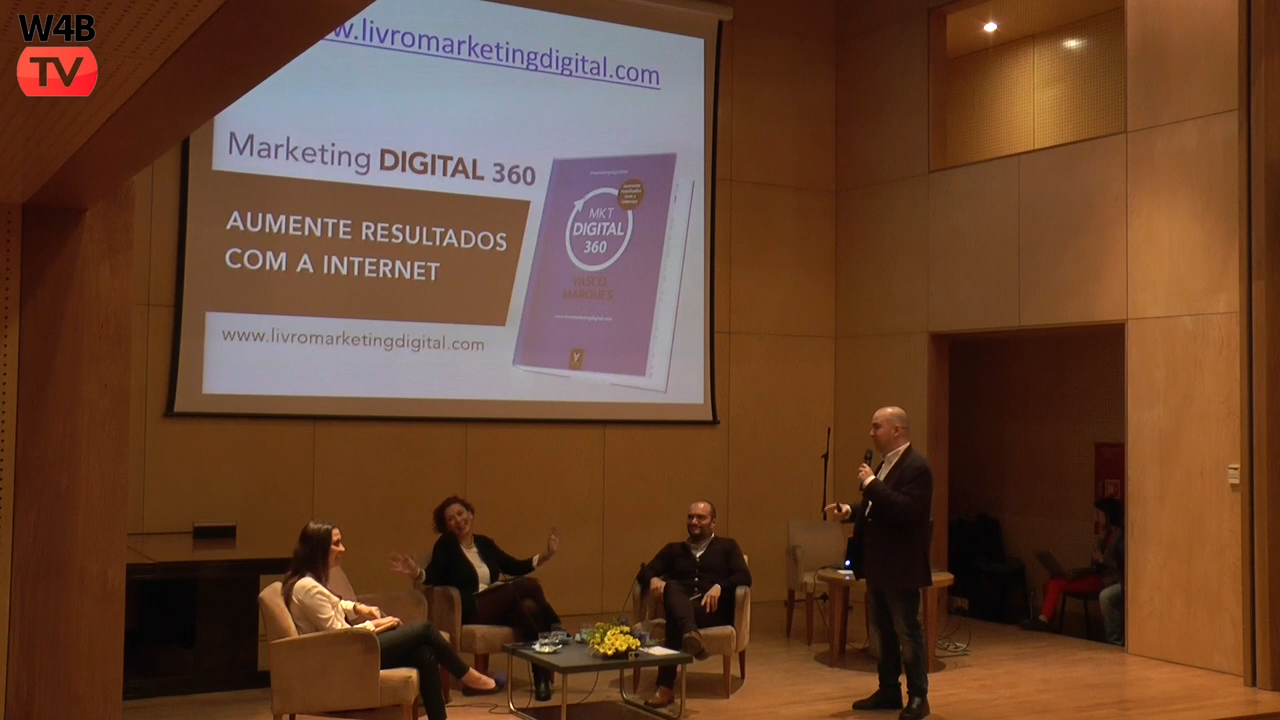 W4B
TV
w.livromarketingdigital.com
Marketing DIGITAL 360
AUMENTE RESULTADOS
COM A INTERNET
www.livromarketingdigital.com
MKT
DIGITAL
360
VASCO
MARQUES